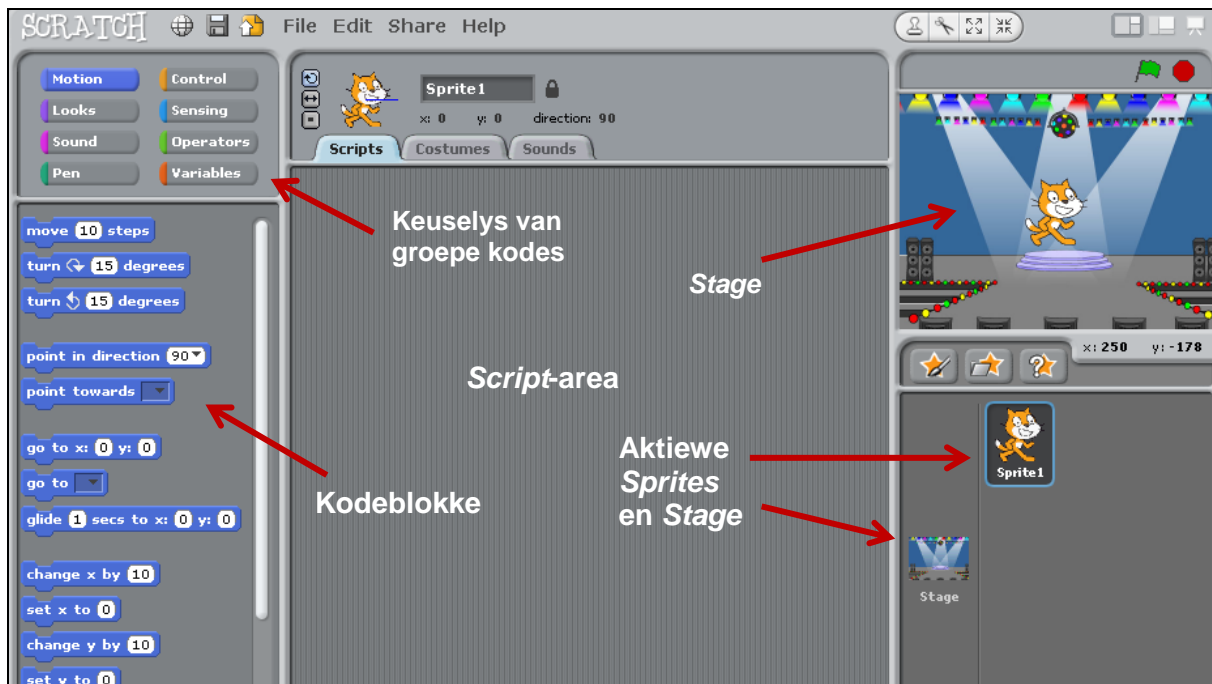 SCRATCH File Edit Share Help
Motion Control
Looks Sensing
Sound Operators
Pen Variables
Sprite1
x: 0 y: 0 direction: 90
Scripts Costumes Sounds
move 10 steps
turn 15 degrees
turn 15 degrees
point in direction 90
point towards
go to x: 0 y: 0
go to
glide 1 secs to x: 0 y: 0
change x by 10
set x to 0
change y by 10
set y to 0
Keuselys van
groepe kodes
Stage
Script-area
Kodeblokke
Aktiewe
Sprites
en Stage
x: 250 y: -178
Sprite1
Stage